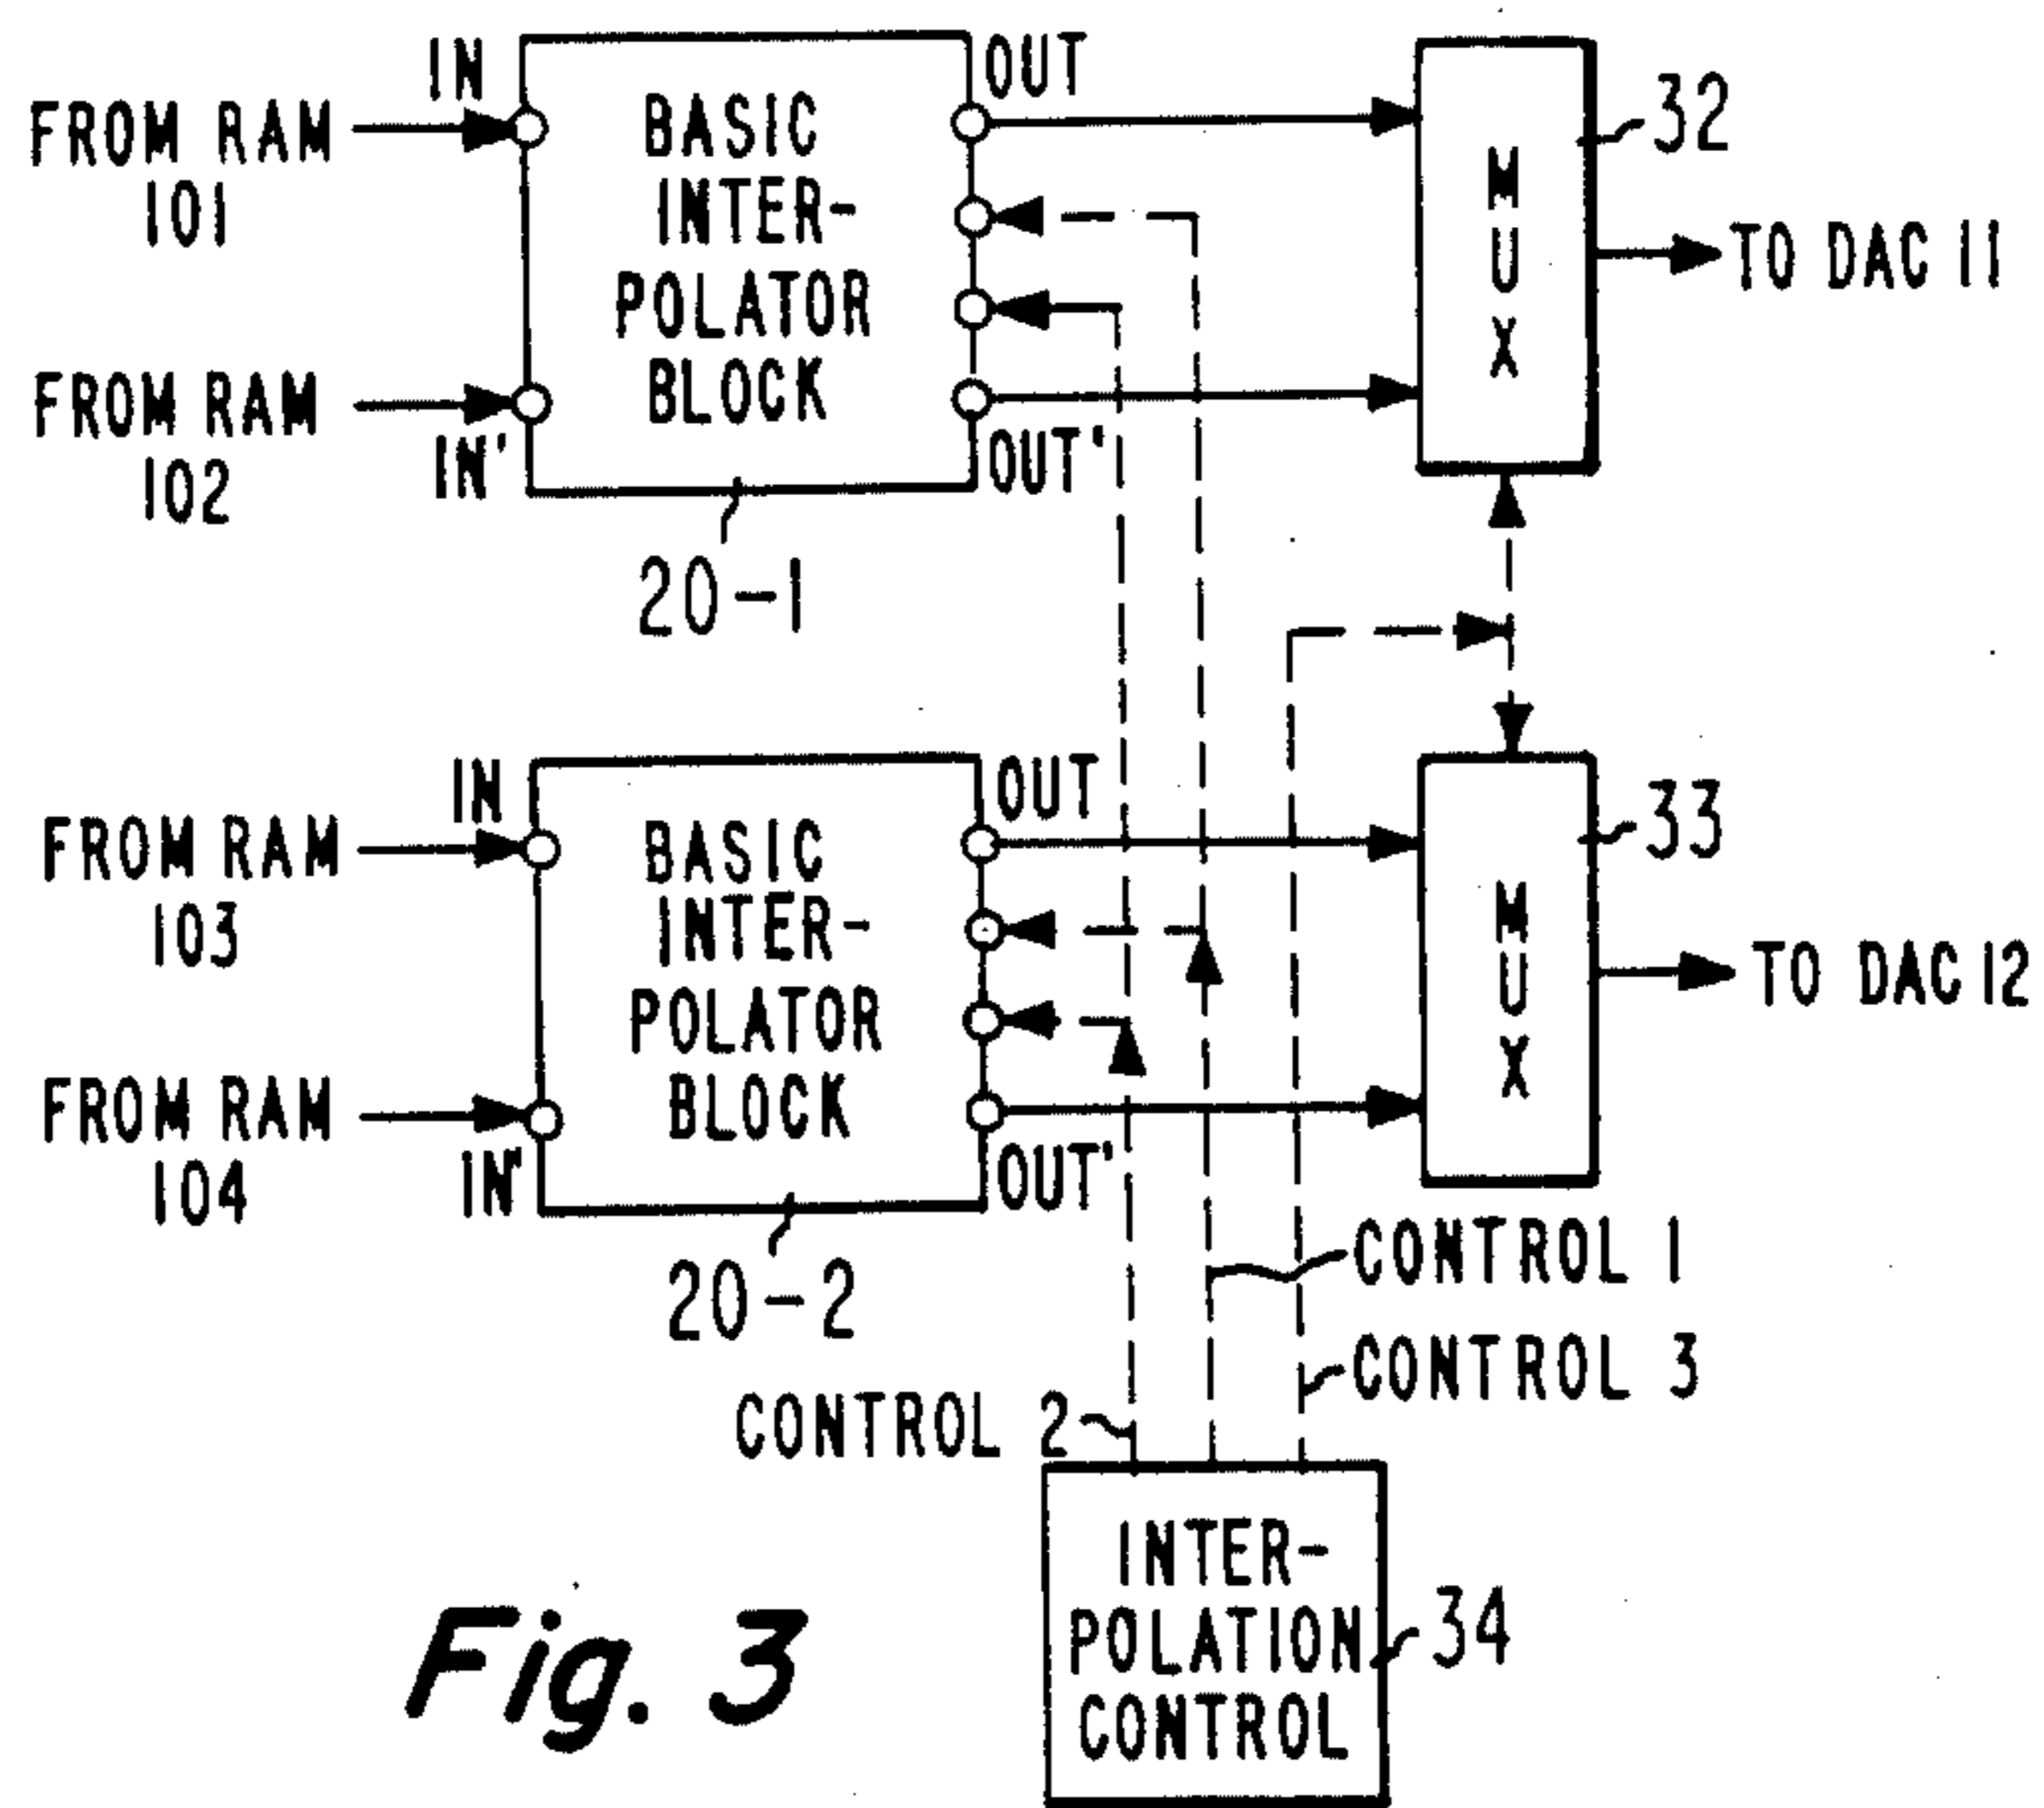 IN
FROM RAM
101
FROM RAM
102
IN'
BASIC
INTER-
POLATOR
BLOCK
OUT
OUT'
20-1
M
U
X
32
TO DAC 11
IN
FROM RAM
103
FROM RAM
104
IN'
BASIC
INTER-
POLATOR
BLOCK
OUT
OUT'
20-2
M
U
X
33
TO DAC 12
CONTROL 1
CONTROL 3
CONTROL 2
INTER-
POLATION
CONTROL
34
Fig. 3